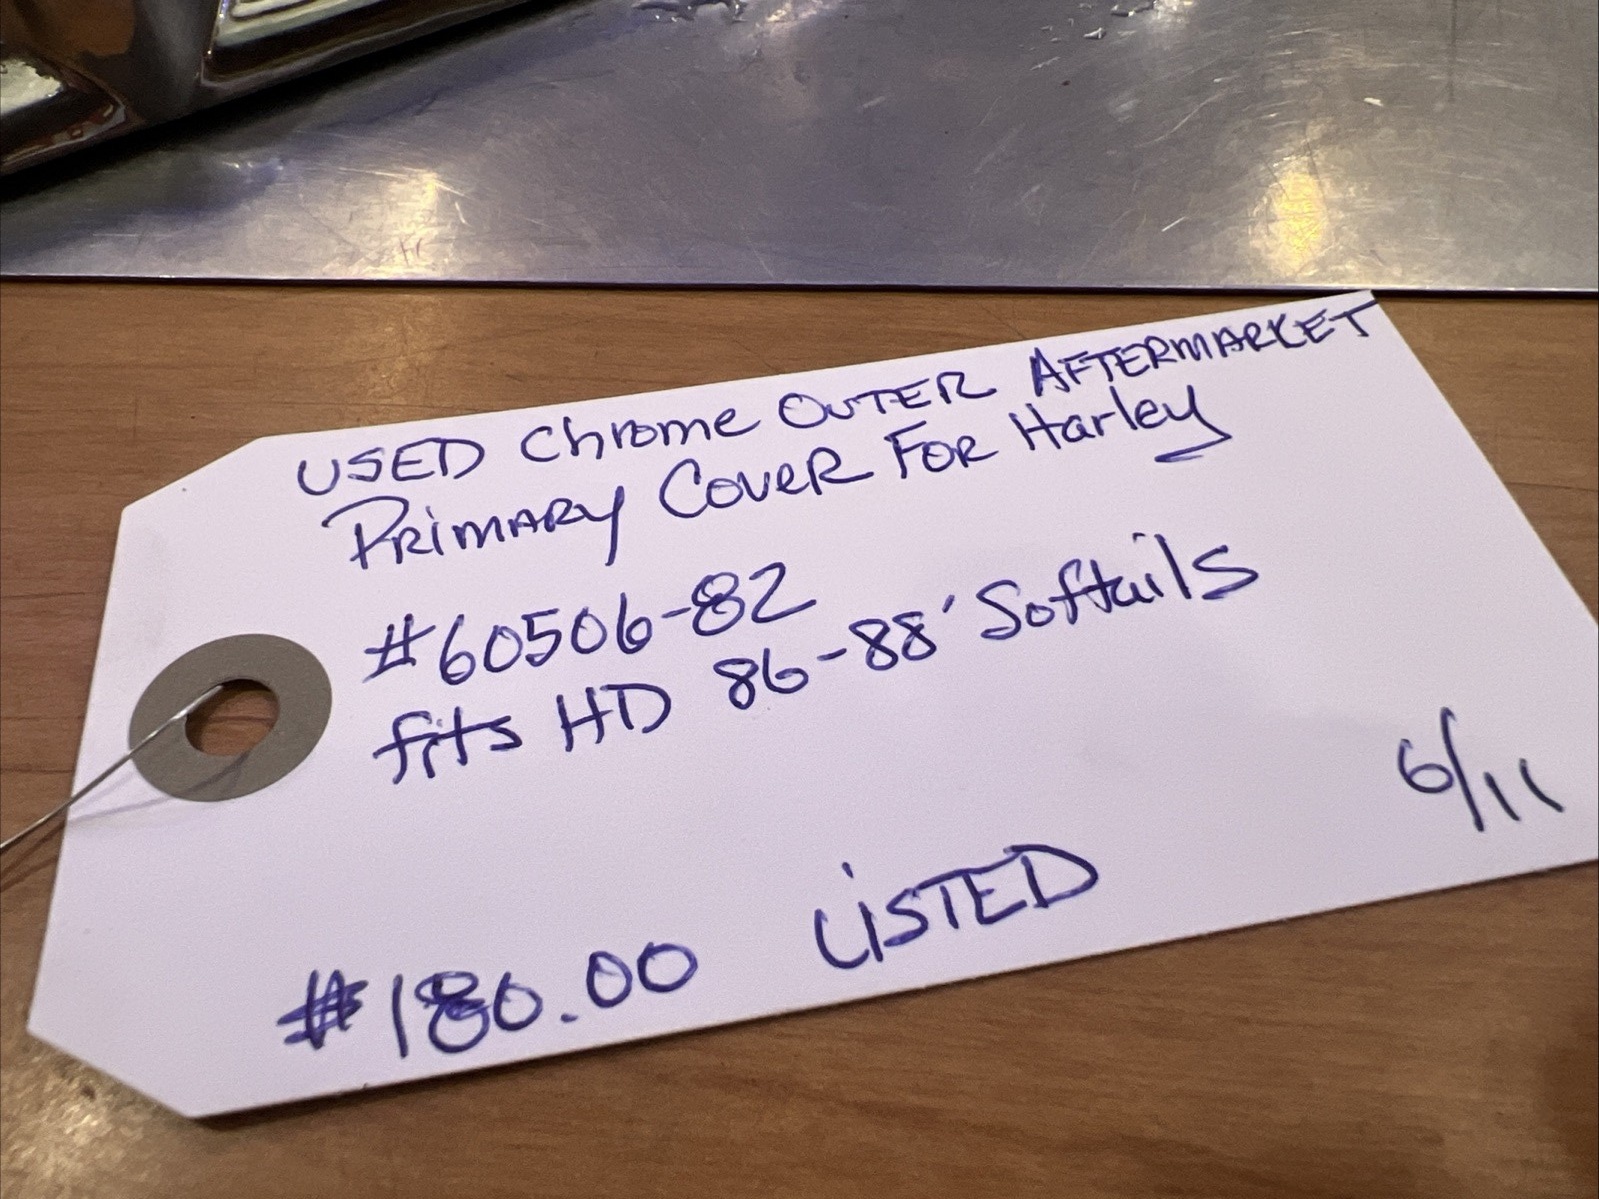 USED Chrome OUTER AFTERMARKET
PRiMARY COVER FOR Harley
#60506-82
fits HD 86-88' Softails
6/11
#180.00 LiSTED